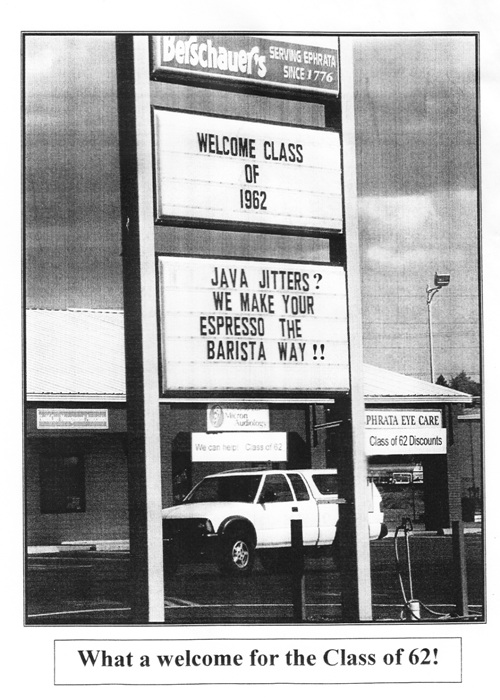 Berschauer's
SERVING EPHRATA
SINCE 1776
WELCOME CLASS
OF
1962
JAVA JITTERS?
WE MAKE YOUR
ESPRESSO THE
BARISTA WAY!!
Micron
Audiology
We can help! Class of 62
PHRATA EYE CARE
Class of 62 Discounts
What a welcome for the Class of 62!